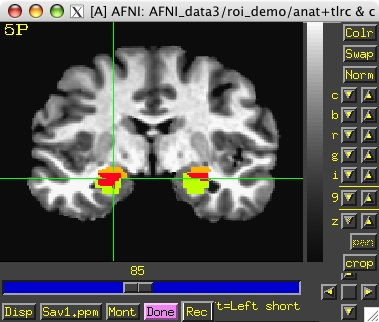 X [A] AFNI: AFNI_data3/roi_demo/anat+tlrc & c
5P
Colr
Swap
Norm
c
b
r
g
i
9
z
pan
crop
85
Disp Sav1.ppm Mont Done Rec t=Left short